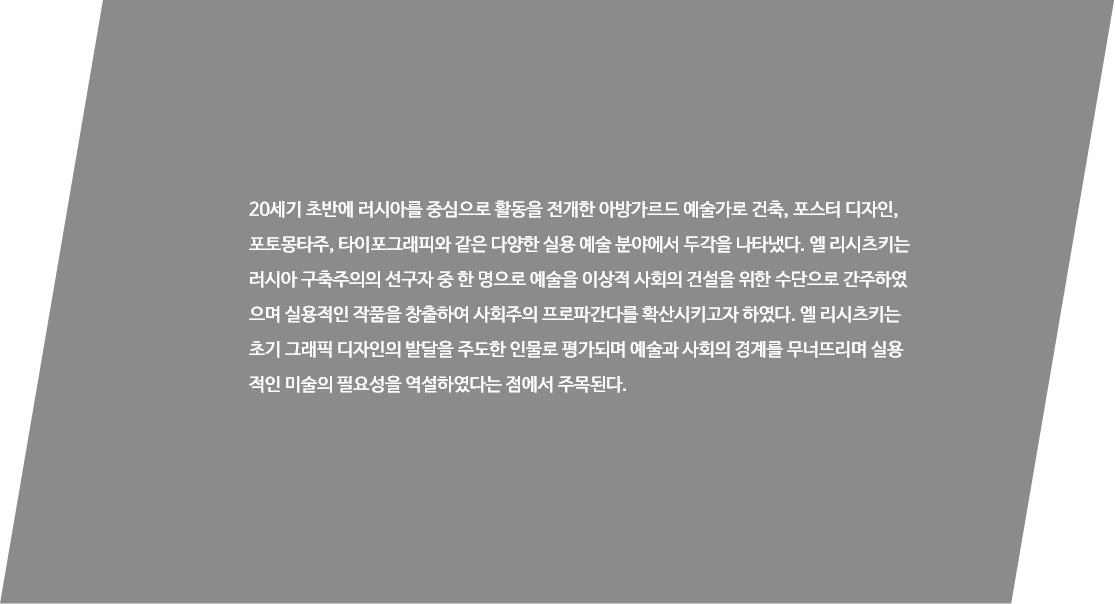 20세기 초반에 러시아를 중심으로 활동을 전개한 아방가르드 예술가로 건축, 포스터 디자인,
포토몽타주, 타이포그래피와 같은 다양한 실용 예술 분야에서 두각을 나타냈다. 엘 리시츠키는
러시아 구축주의의 선구자 중 한 명으로 예술을 이상적 사회의 건설을 위한 수단으로 간주하였
으며 실용적인 작품을 창출하여 사회주의 프로파간다를 확산시키고자 하였다. 엘 리시츠키는
초기 그래픽 디자인의 발달을 주도한 인물로 평가되며 예술과 사회의 경계를 무너뜨리며 실용
적인 미술의 필요성을 역설하였다는 점에서 주목된다.